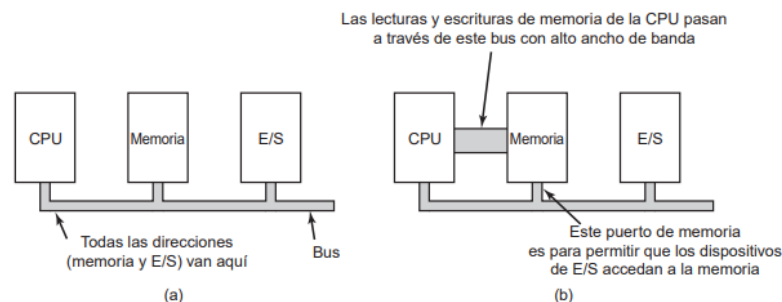 Las lecturas y escrituras de memoria de la CPU pasan
a través de este bus con alto ancho de banda
CPU
Memoria
E/S
CPU
Memoria
E/S
Todas las direcciones
(memoria y E/S) van aquí
Bus
Este puerto de memoria
es para permitir que los dispositivos
de E/S accedan a la memoria
(a)
(b)